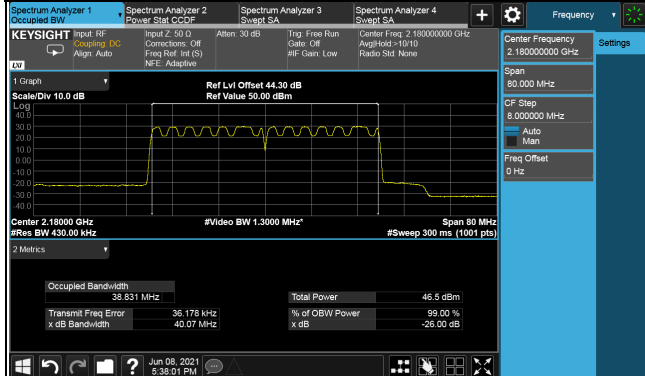 Spectrum Analyzer 1
Occupied BW
Spectrum Analyzer 2
Power Stat CCDF
Spectrum Analyzer 3
Swept SA
Spectrum Analyzer 4
Swept SA
+
Frequency
KEYSIGHT
Input: RF
Coupling: DC
Align: Auto
Input Z: 50 Ω
Corrections: Off
Freq Ref: Int (S)
NFE: Adaptive
Atten: 30 dB
Trig: Free Run
Gate: Off
#IF Gain: Low
Center Freq: 2.180000000 GHz
Avg|Hold:>10/10
Radio Std: None
LXI
Center Frequency
2.180000000 GHz
Settings
Span
80.000 MHz
CF Step
8.000000 MHz
Auto
Man
Freq Offset
0 Hz
1 Graph
Scale/Div 10.0 dB
Ref Lvl Offset 44.30 dB
Ref Value 50.00 dBm
Log
40.0
30.0
20.0
10.0
0.00
-10.0
-20.0
-30.0
-40.0
Center 2.18000 GHz
#Video BW 1.3000 MHz*
Span 80 MHz
#Res BW 430.00 kHz
#Sweep 300 ms (1001 pts)
2 Metrics
Occupied Bandwidth
38.831 MHz
Total Power
46.5 dBm
Transmit Freq Error
36.178 kHz
% of OBW Power
99.00 %
x dB Bandwidth
40.07 MHz
x dB
-26.00 dB
?
Jun 08, 2021
5:38:01 PM